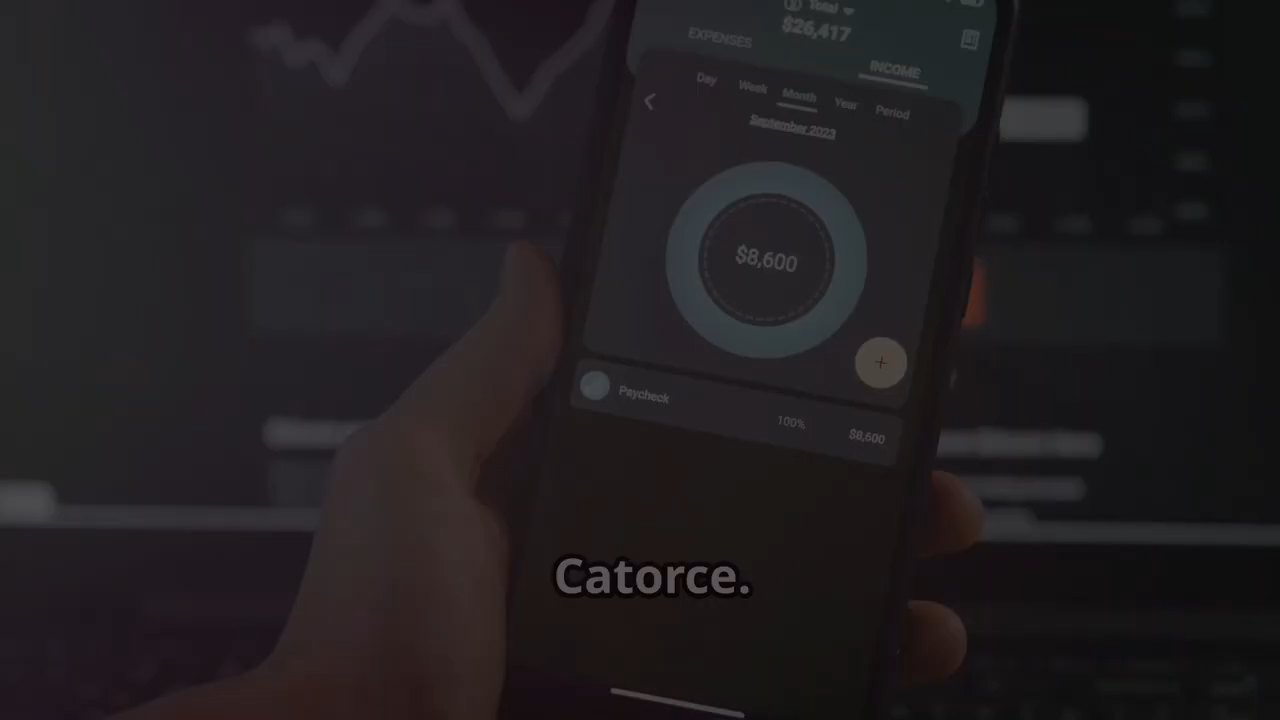 Total
$26,417
EXPENSES
INCOME
Day Week Month Year Period
September 2023
$8,600
+
Paycheck 100% $8,600
Catorce.